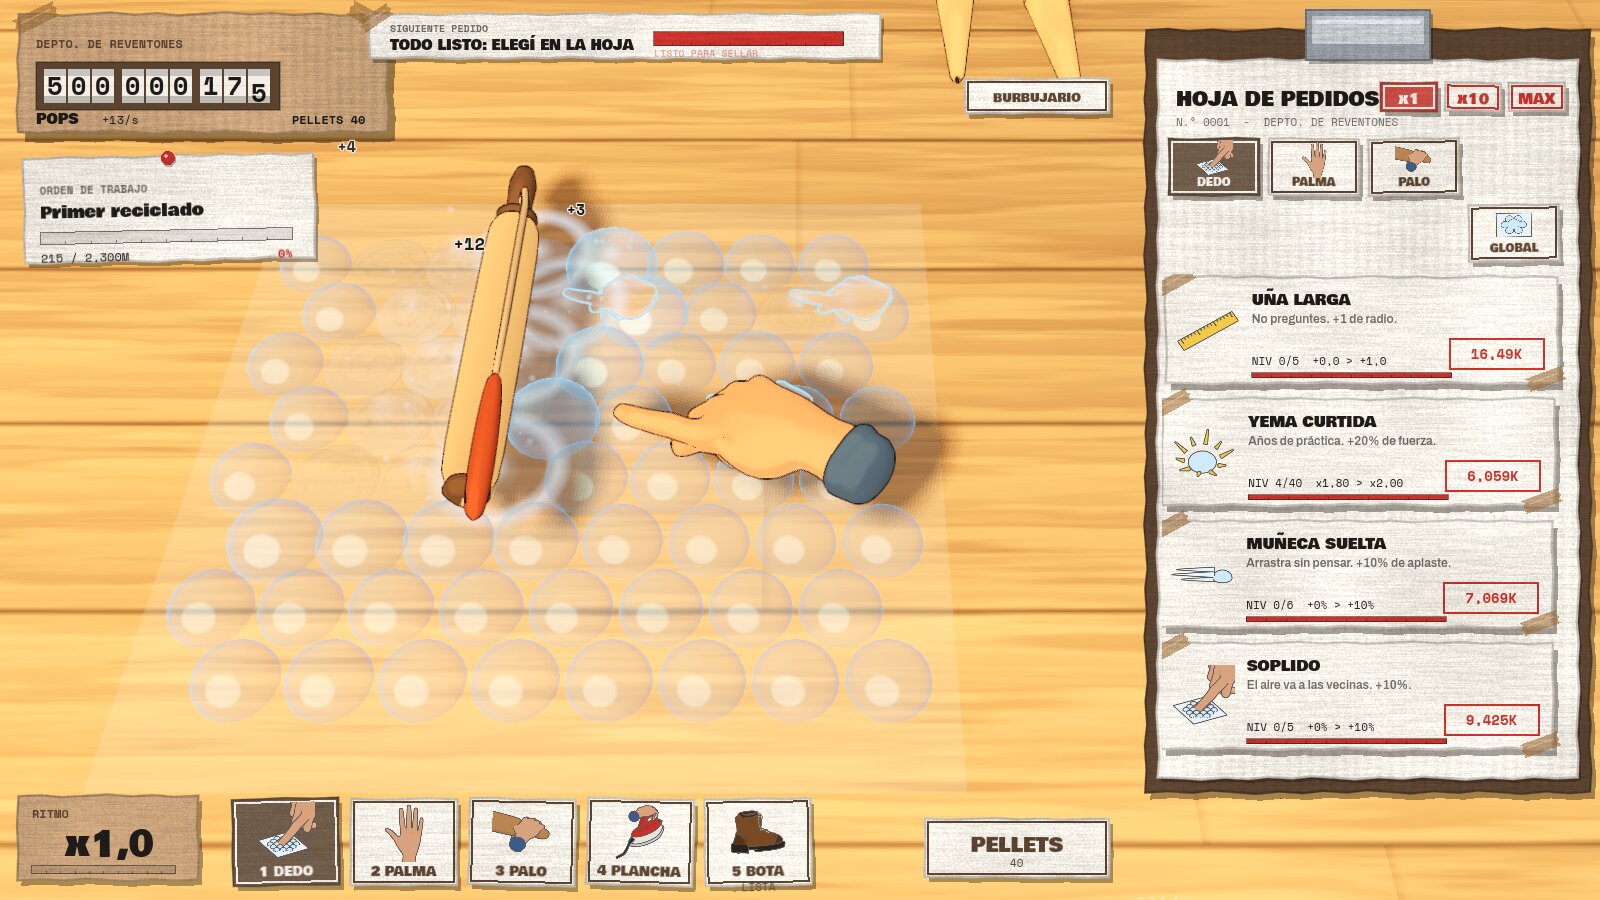 DEPTO. DE REVENTONES
500 000 175
POPS +13/s PELLETS 40
SIGUIENTE PEDIDO
TODO LISTO: ELEGÍ EN LA HOJA
LISTO PARA SELLAR
BURBUJARIO
+4
ORDEN DE TRABAJO
Primer reciclado
215 / 2,300M 0%
+3
+12
HOJA DE PEDIDOS x1 x10 MAX
N.° 0001 - DEPTO. DE REVENTONES
DEDO PALMA PALO
GLOBAL
UÑA LARGA
No preguntes. +1 de radio.
NIV 0/5 +0,0 > +1,0 16,49K
YEMA CURTIDA
Años de práctica. +20% de fuerza.
NIV 4/40 x1,80 > x2,00 6,059K
MUÑECA SUELTA
Arrastra sin pensar. +10% de aplaste.
NIV 0/6 +0% > +10% 7,069K
SOPLIDO
El aire va a las vecinas. +10%.
NIV 0/5 +0% > +10% 9,425K
RITMO
x1,0
1 DEDO 2 PALMA 3 PALO 4 PLANCHA 5 BOTA
LISTA
PELLETS
40